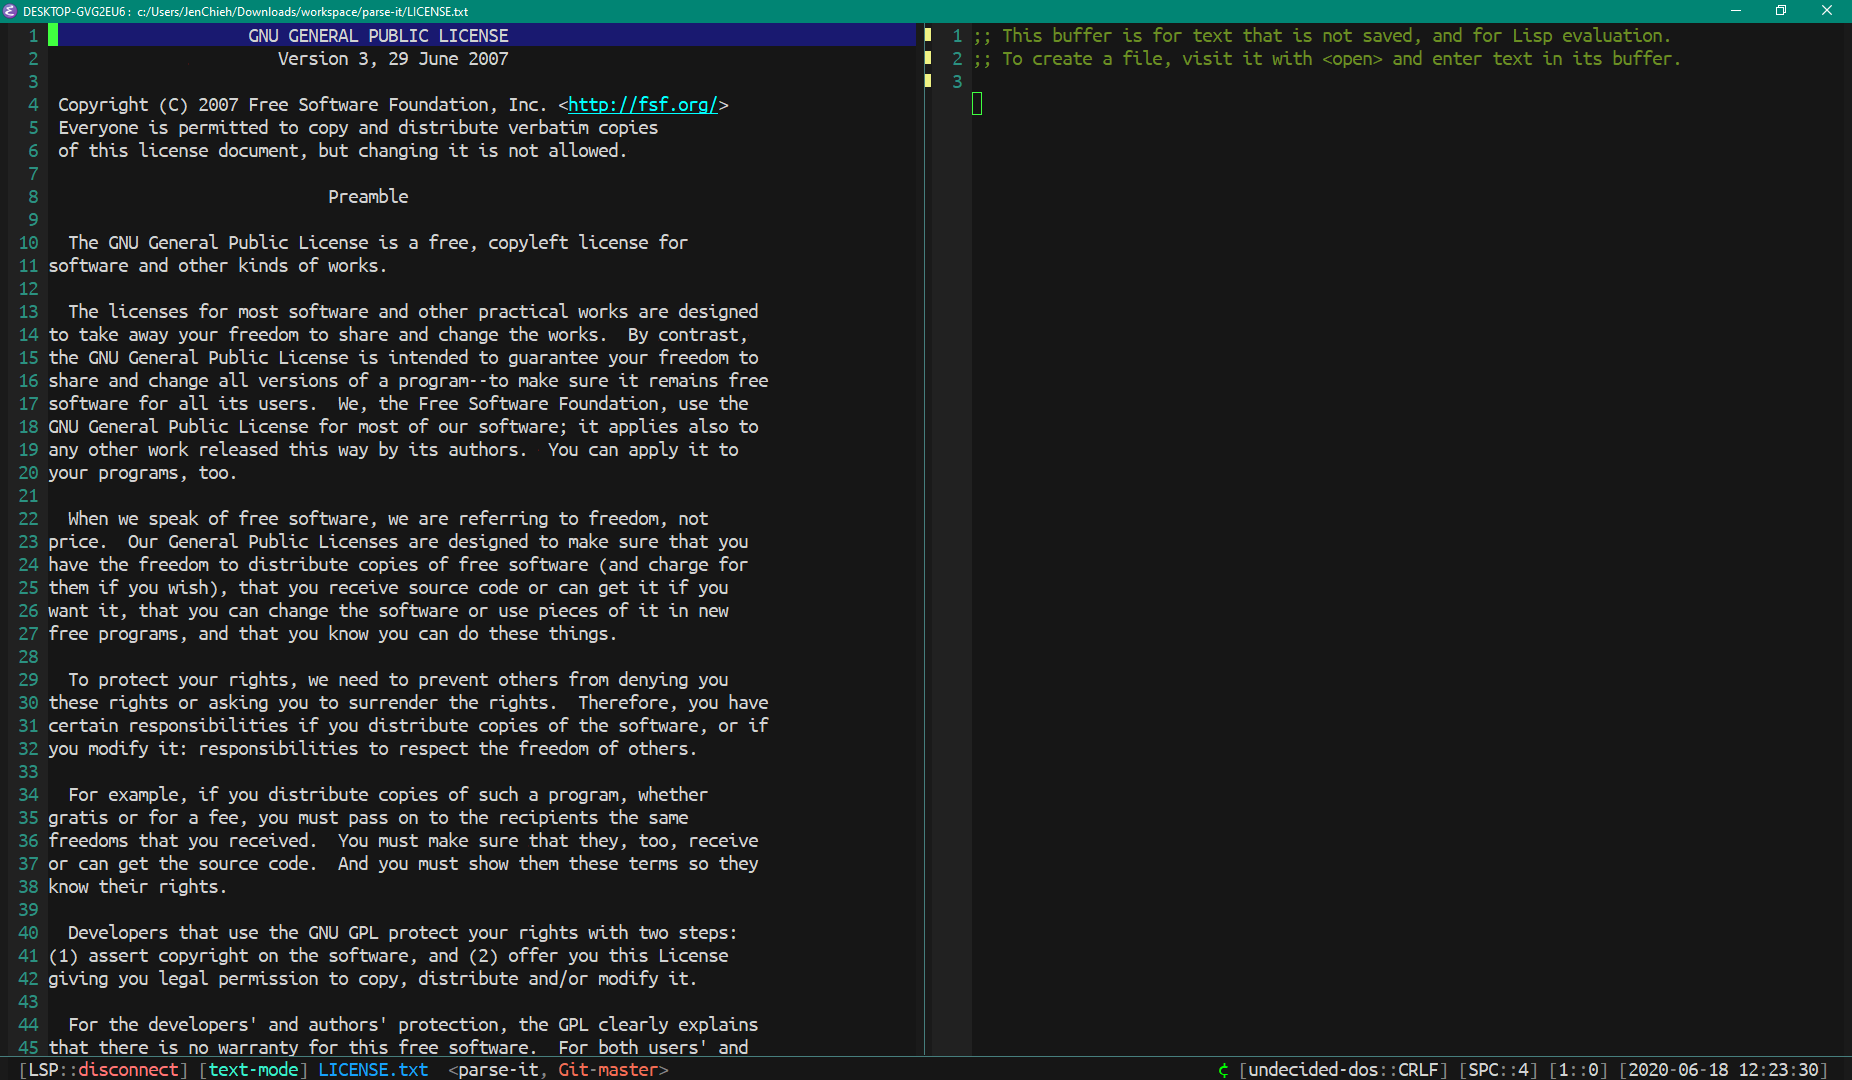 DESKTOP-GVG2EU6: c:/Users/JenChieh/Downloads/workspace/parse-it/LICENSE.txt
1 GNU GENERAL PUBLIC LICENSE
2 Version 3, 29 June 2007
3
4 Copyright (C) 2007 Free Software Foundation, Inc. <http://fsf.org/>
5 Everyone is permitted to copy and distribute verbatim copies
6 of this license document, but changing it is not allowed.
7
8 Preamble
9
10 The GNU General Public License is a free, copyleft license for
11 software and other kinds of works.
12
13 The licenses for most software and other practical works are designed
14 to take away your freedom to share and change the works.  By contrast,
15 the GNU General Public License is intended to guarantee your freedom to
16 share and change all versions of a program--to make sure it remains free
17 software for all its users.  We, the Free Software Foundation, use the
18 GNU General Public License for most of our software; it applies also to
19 any other work released this way by its authors.  You can apply it to
20 your programs, too.
21
22 When we speak of free software, we are referring to freedom, not
23 price.  Our General Public Licenses are designed to make sure that you
24 have the freedom to distribute copies of free software (and charge for
25 them if you wish), that you receive source code or can get it if you
26 want it, that you can change the software or use pieces of it in new
27 free programs, and that you know you can do these things.
28
29 To protect your rights, we need to prevent others from denying you
30 these rights or asking you to surrender the rights.  Therefore, you have
31 certain responsibilities if you distribute copies of the software, or if
32 you modify it: responsibilities to respect the freedom of others.
33
34 For example, if you distribute copies of such a program, whether
35 gratis or for a fee, you must pass on to the recipients the same
36 freedoms that you received.  You must make sure that they, too, receive
37 or can get the source code.  And you must show them these terms so they
38 know their rights.
39
40 Developers that use the GNU GPL protect your rights with two steps:
41 (1) assert copyright on the software, and (2) offer you this License
42 giving you legal permission to copy, distribute and/or modify it.
43
44 For the developers' and authors' protection, the GPL clearly explains
45 that there is no warranty for this free software.  For both users' and
1 ;; This buffer is for text that is not saved, and for Lisp evaluation.
2 ;; To create a file, visit it with <open> and enter text in its buffer.
3
[LSP::disconnect] [text-mode] LICENSE.txt <parse-it, Git-master> ¢ [undecided-dos::CRLF] [SPC::4] [1::0] [2020-06-18 12:23:30]